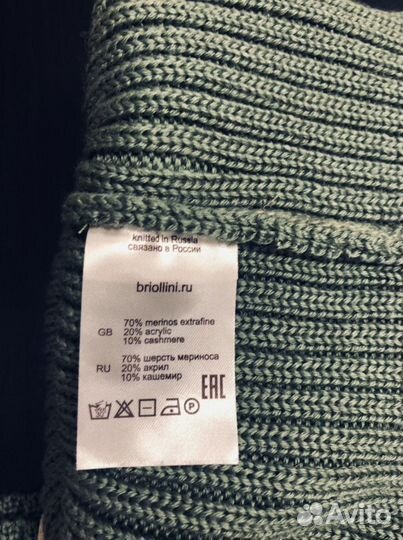 knitted in Russia
связано в России
briollini.ru
70% merinos extrafine
GB 20% acrylic
10% cashmere
70% шерсть мериноса
RU 20% акрил
10% кашемир
EAC
P
Avito